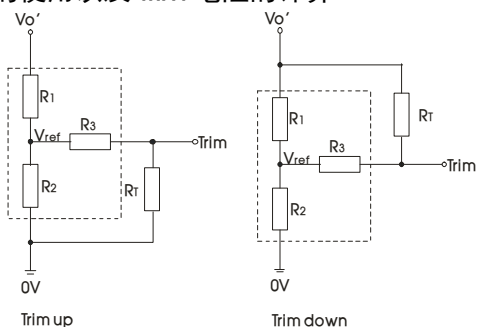 Vo' Vo'
R1 R1 RT
Vref R3 Trim Vref R3 Trim
R2 RT R2
0V 0V
Trim up Trim down